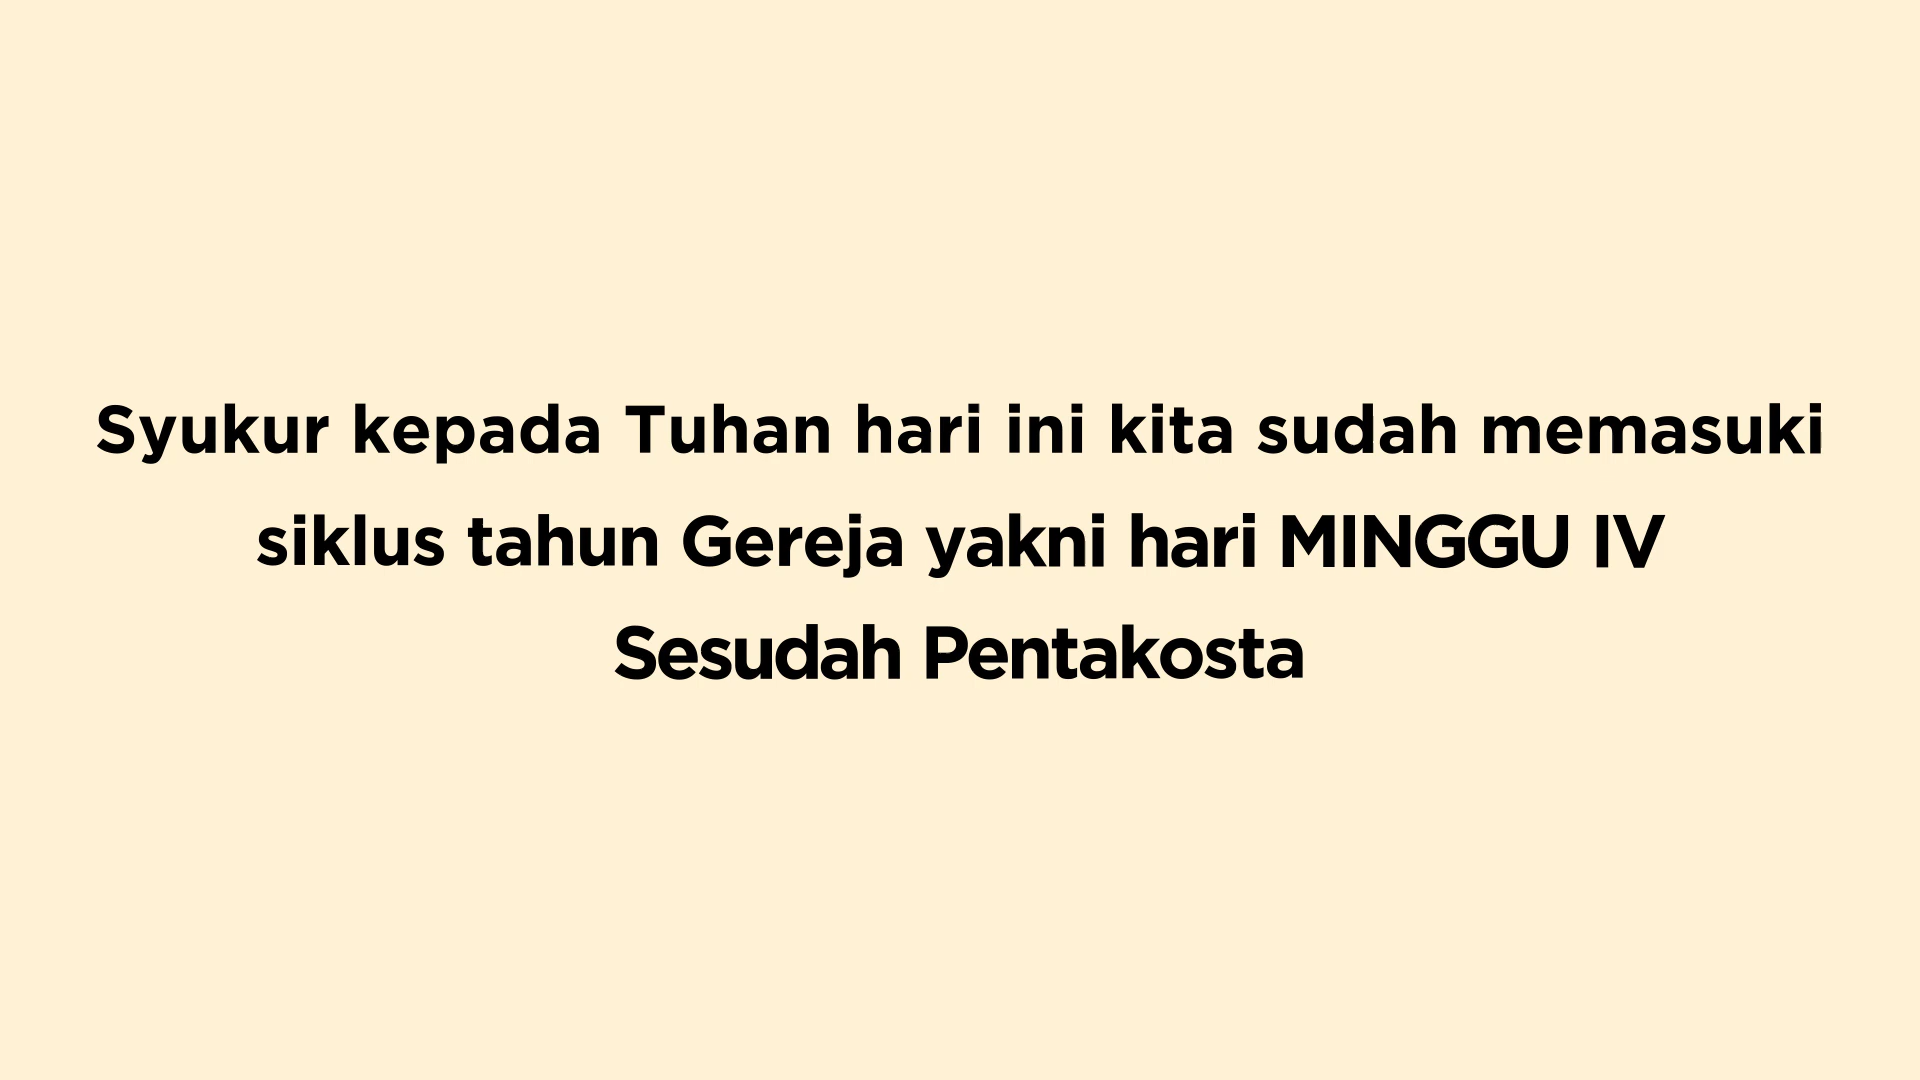 Syukur kepada Tuhan hari ini kita sudah memasuki
siklus tahun Gereja yakni hari MINGGU IV
Sesudah Pentakosta